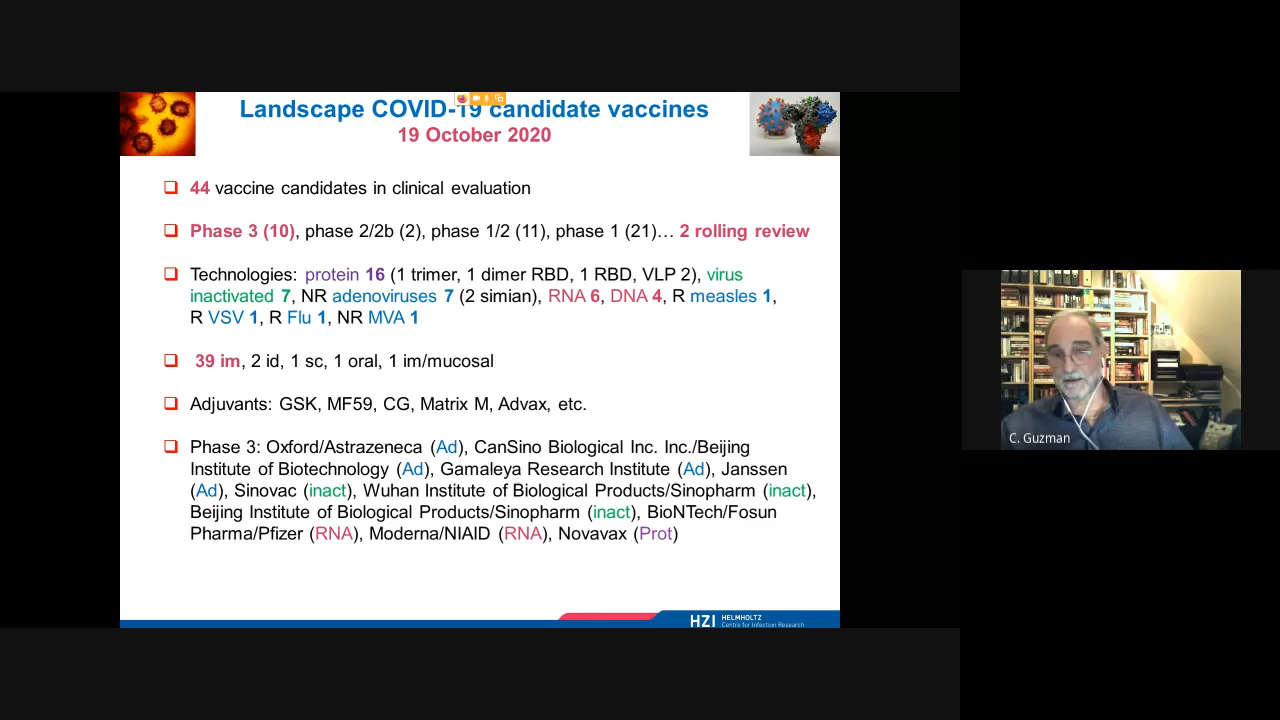 Landscape COVID-19 candidate vaccines
19 October 2020
44 vaccine candidates in clinical evaluation
Phase 3 (10), phase 2/2b (2), phase 1/2 (11), phase 1 (21)… 2 rolling review
Technologies: protein 16 (1 trimer, 1 dimer RBD, 1 RBD, VLP 2), virus
inactivated 7, NR adenoviruses 7 (2 simian), RNA 6, DNA 4, R measles 1,
R VSV 1, R Flu 1, NR MVA 1
39 im, 2 id, 1 sc, 1 oral, 1 im/mucosal
Adjuvants: GSK, MF59, CG, Matrix M, Advax, etc.
Phase 3: Oxford/Astrazeneca (Ad), CanSino Biological Inc. Inc./Beijing
Institute of Biotechnology (Ad), Gamaleya Research Institute (Ad), Janssen
(Ad), Sinovac (inact), Wuhan Institute of Biological Products/Sinopharm (inact),
Beijing Institute of Biological Products/Sinopharm (inact), BioNTech/Fosun
Pharma/Pfizer (RNA), Moderna/NIAID (RNA), Novavax (Prot)
HZI HELMHOLTZ
Centre for Infection Research
C. Guzman